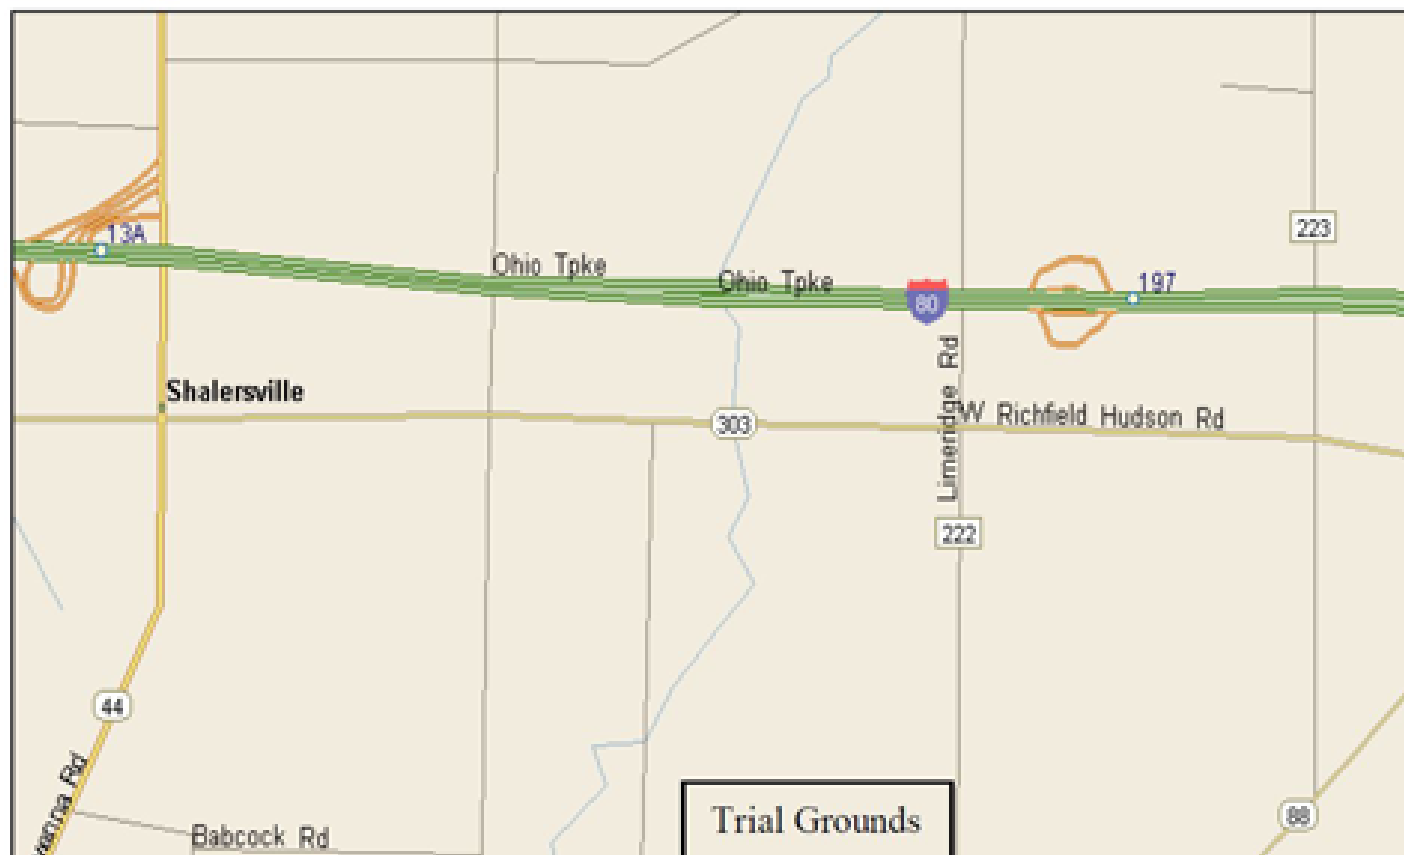 223
13A
Ohio Tpke
197
Ohio Tpke
80
Limeridge Rd
Shalersville
303
W Richfield Hudson Rd
222
44
Rd
Trial Grounds
88
Babcock Rd